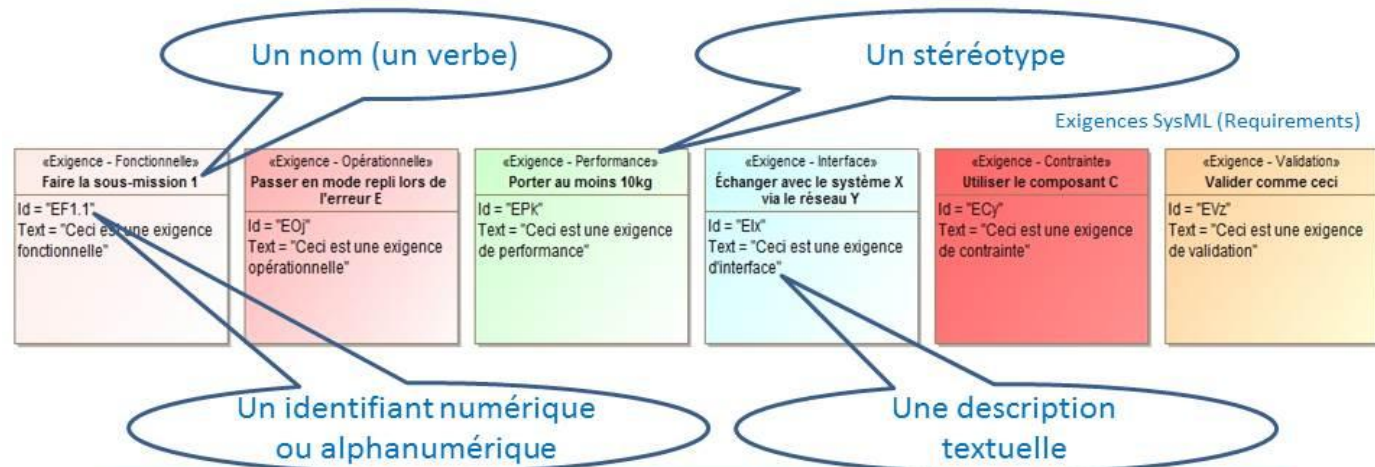 Un nom (un verbe)
Un stéréotype
Exigences SysML (Requirements)
«Exigence - Fonctionnelle»
Faire la sous-mission 1
Id = "EF1.1"
Text = "Ceci est une exigence
fonctionnelle"
«Exigence - Opérationnelle»
Passer en mode repli lors de
l'erreur E
Id = "EOj"
Text = "Ceci est une exigence
opérationnelle"
«Exigence - Performance»
Porter au moins 10kg
Id = "EPk"
Text = "Ceci est une exigence
de performance"
«Exigence - Interface»
Échanger avec le système X
via le réseau Y
Id = "EIx"
Text = "Ceci est une exigence
d'interface"
«Exigence - Contrainte»
Utiliser le composant C
Id = "ECy"
Text = "Ceci est une exigence
de contrainte"
«Exigence - Validation»
Valider comme ceci
Id = "EVz"
Text = "Ceci est une exigence
de validation"
Un identifiant numérique
ou alphanumérique
Une description
textuelle